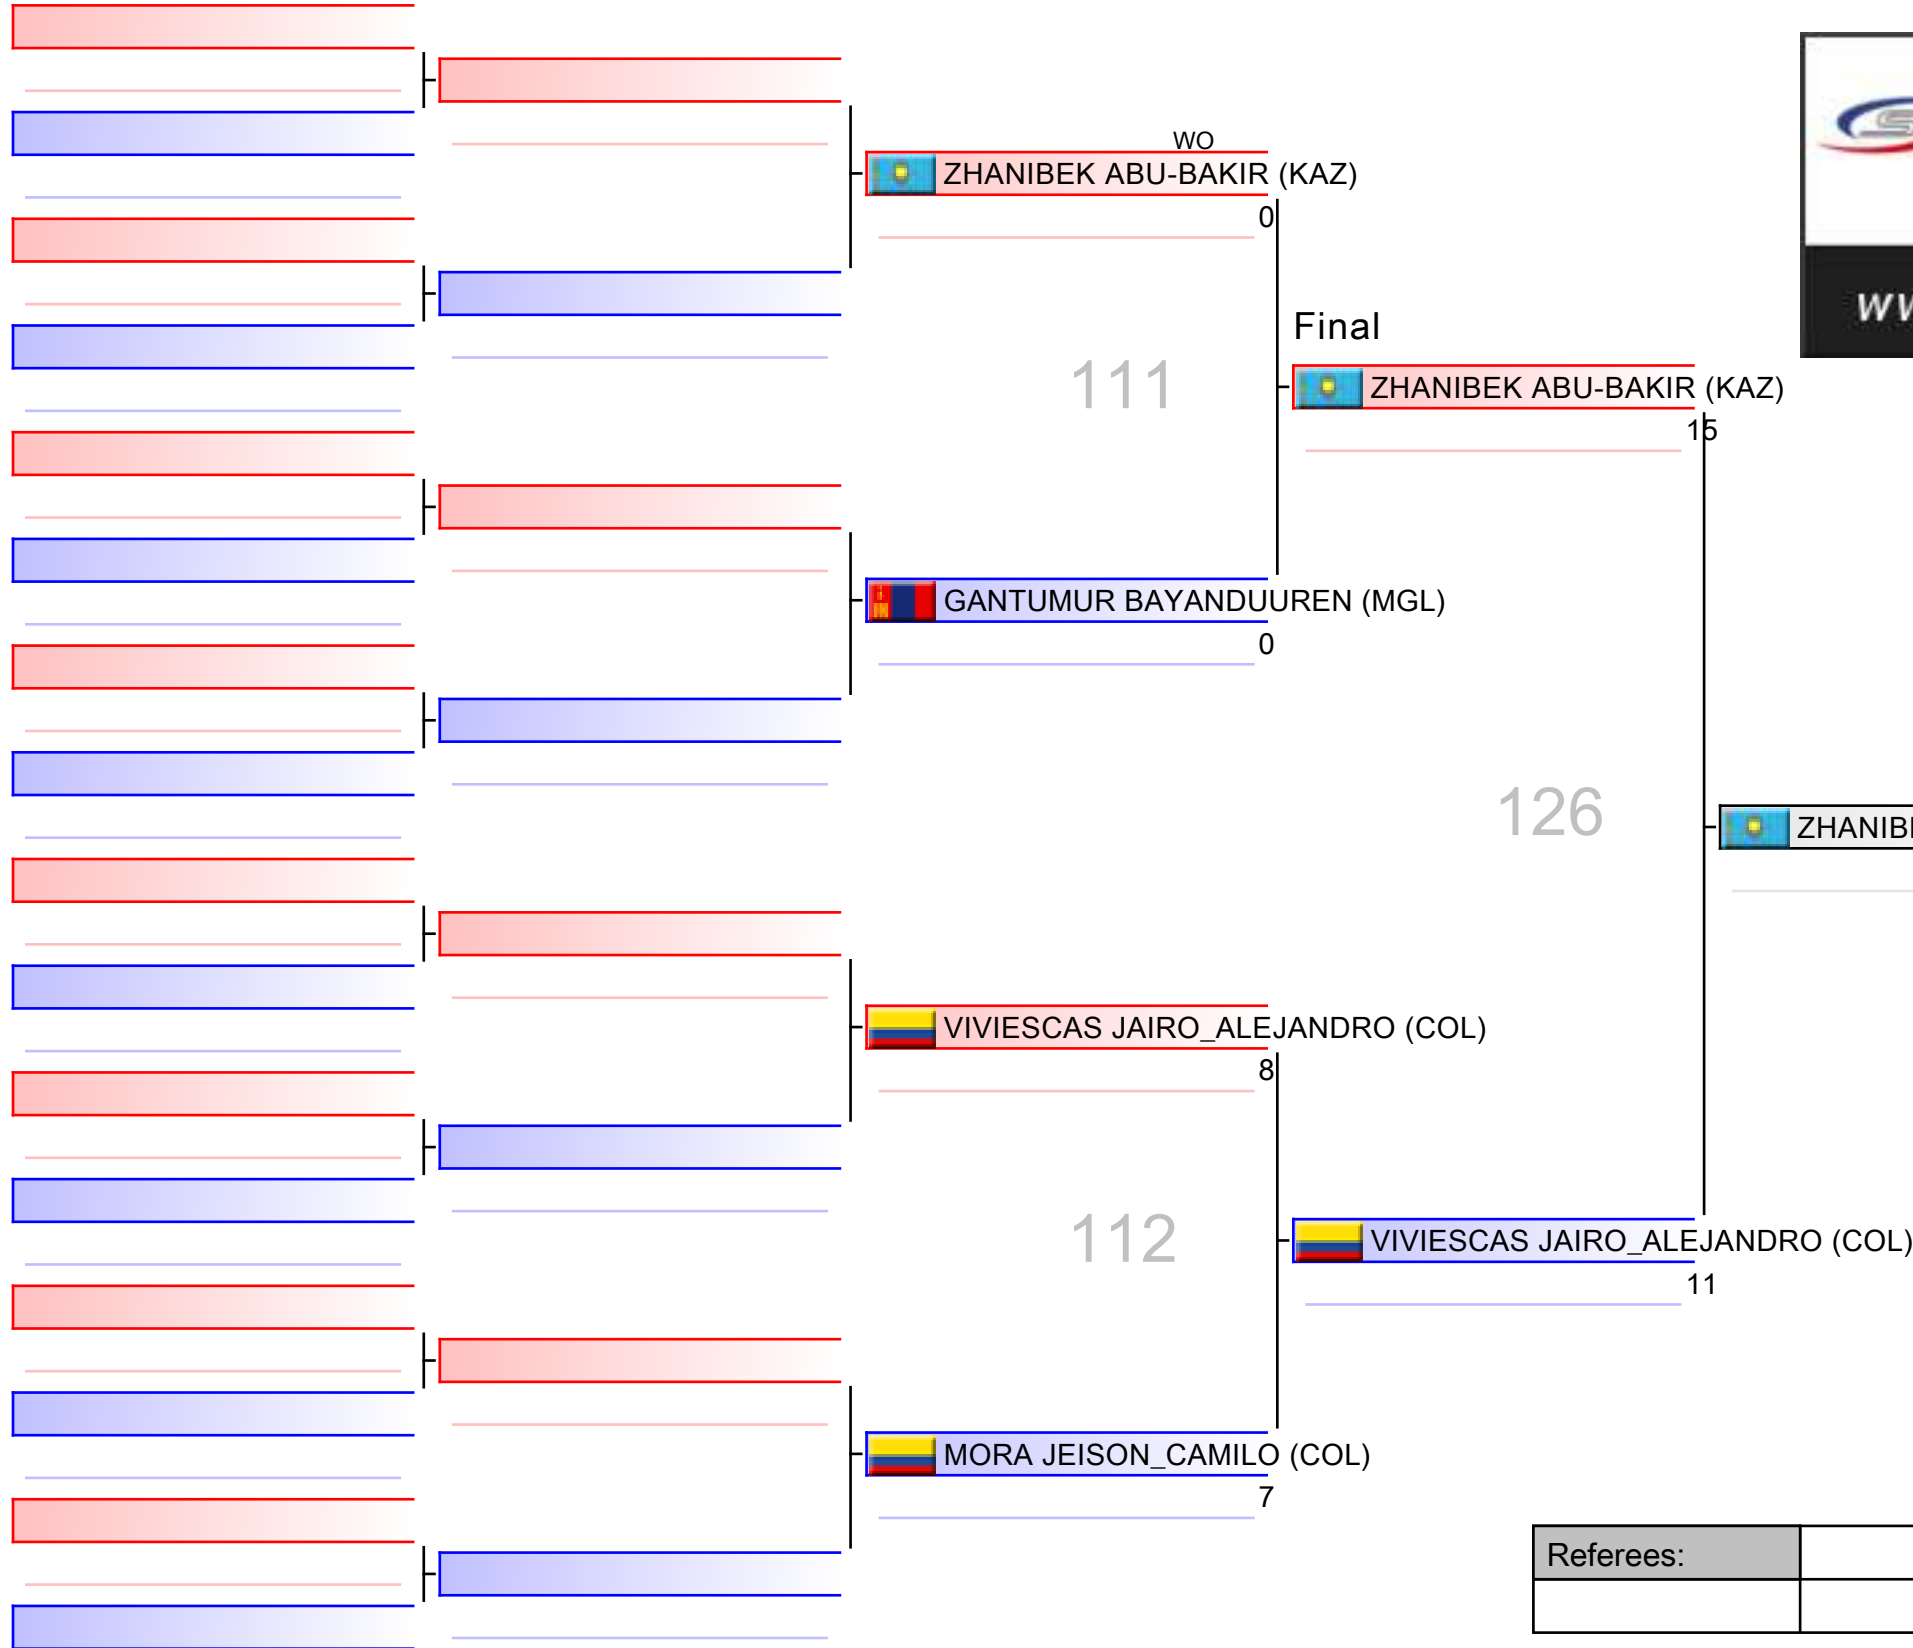 WO
ZHANIBEK ABU-BAKIR (KAZ)
0
Final
111
ZHANIBEK ABU-BAKIR (KAZ)
15
GANTUMUR BAYANDUUREN (MGL)
0
126
VIVIESCAS JAIRO_ALEJANDRO (COL)
8
112
VIVIESCAS JAIRO_ALEJANDRO (COL)
11
MORA JEISON_CAMILO (COL)
7
Referees: